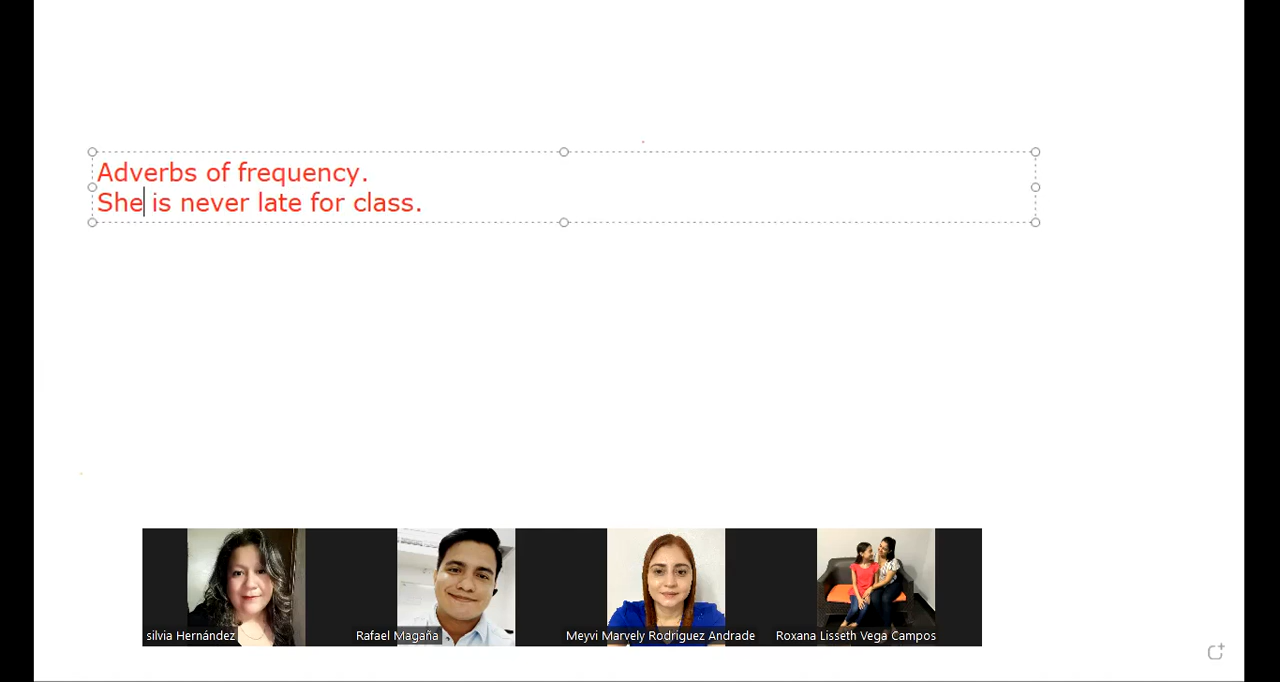 Adverbs of frequency.
She is never late for class.
silvia Hernández
Rafael Magaña
Meyvi Marvely Rodriguez Andrade
Roxana Lisseth Vega Campos